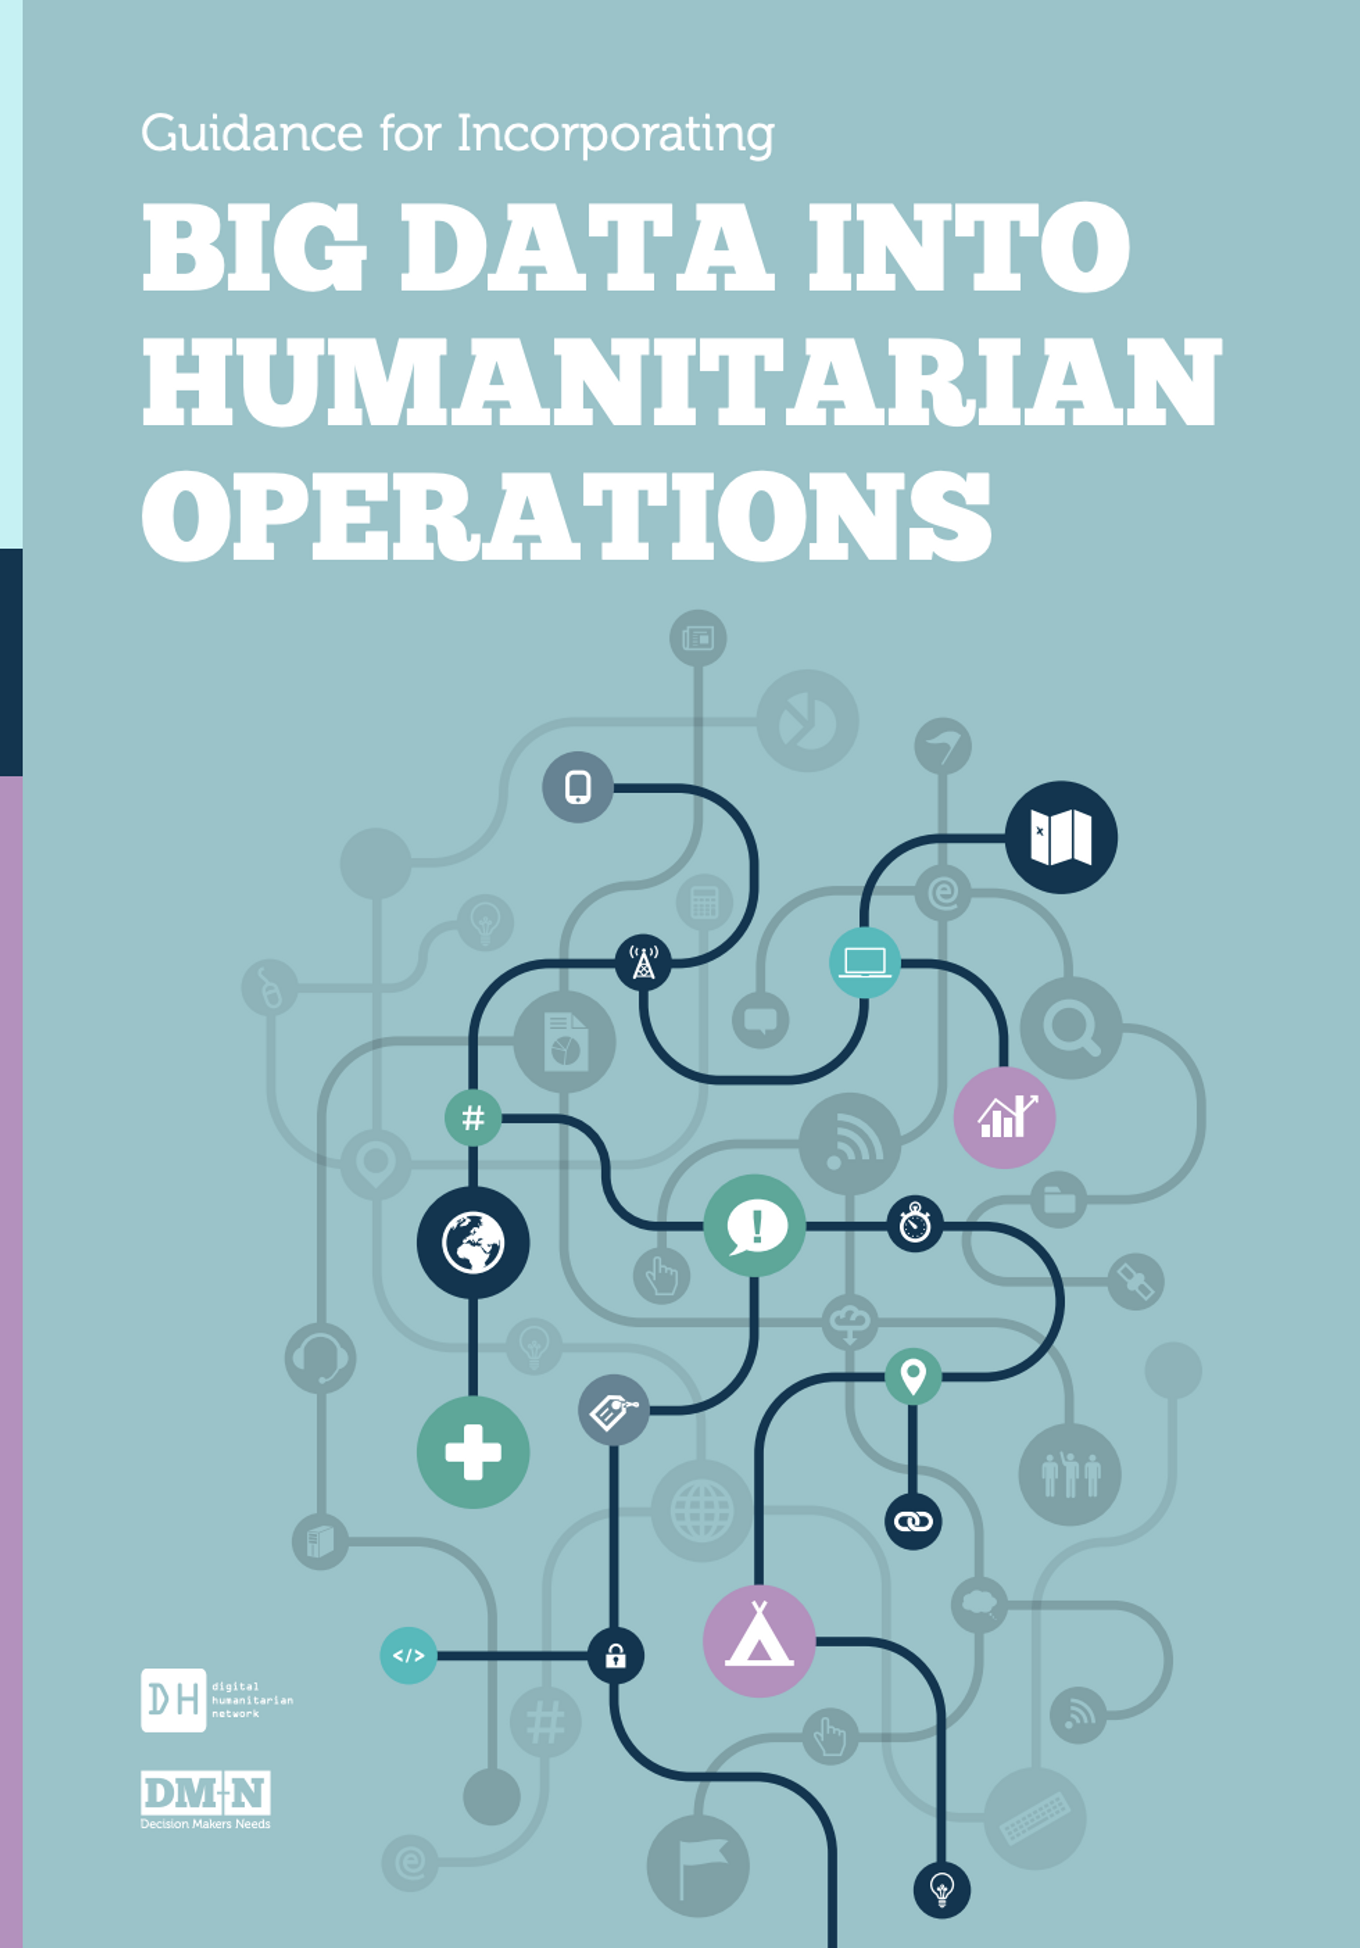 Guidance for Incorporating
BIG DATA INTO
HUMANITARIAN
OPERATIONS
@
#
!
</>
#
@
DH
digital
humanitarian
network
DM+N
Decision Makers Needs